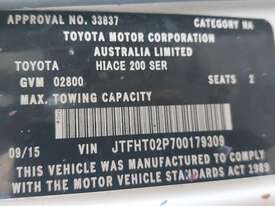 APPROVAL NO. 33837 CATEGORY NA
TOYOTA MOTOR CORPORATION
AUSTRALIA LIMITED
TOYOTA HIACE 200 SER
GVM 02800 SEATS 2
MAX. TOWING CAPACITY
09/15 VIN JTFHT02P700179309
THIS VEHICLE WAS MANUFACTURED TO COMPLY
WITH THE MOTOR VEHICLE STANDARDS ACT 1989